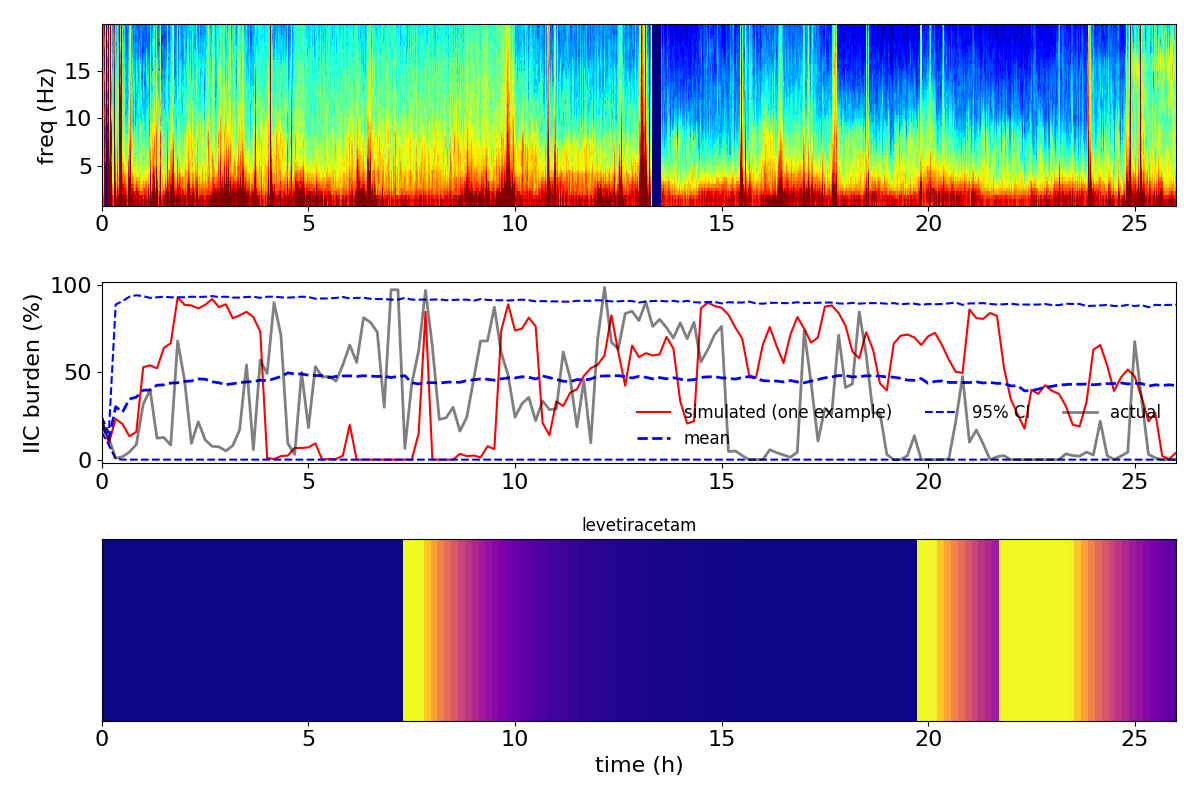 freq (Hz)
15
10
5
0 5 10 15 20 25
IIC burden (%)
100
50
0
simulated (one example) 95% CI actual
mean
0 5 10 15 20 25
levetiracetam
0 5 10 15 20 25
time (h)